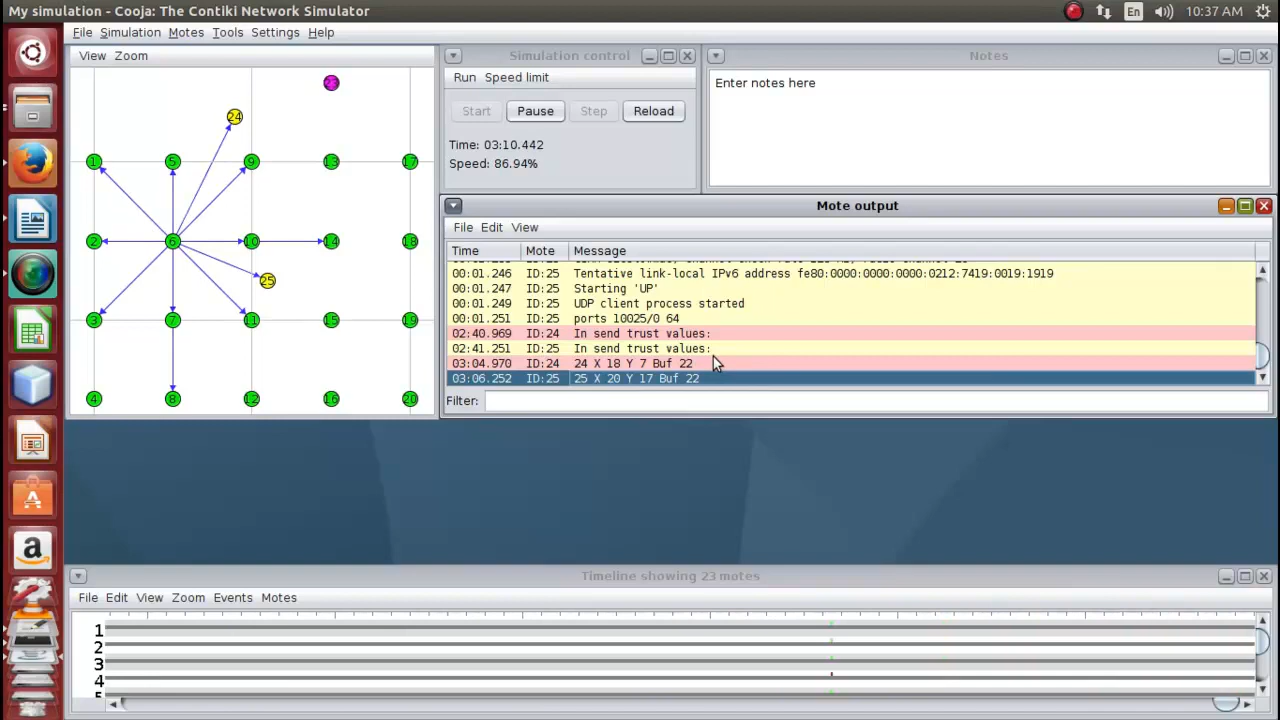 My simulation - Cooja: The Contiki Network Simulator
En
10:37 AM
File Simulation Motes Tools Settings Help
View Zoom
23
24
1 5 9 13 17
2 6 10 14 18
25
3 7 11 15 19
4 8 12 16 20
Simulation control
Run Speed limit
Start Pause Step Reload
Time: 03:10.442
Speed: 86.94%
Notes
Enter notes here
Mote output
File Edit View
Time Mote Message
00:01.246 ID:25 Tentative link-local IPv6 address fe80:0000:0000:0000:0212:7419:0019:1919
00:01.247 ID:25 Starting 'UP'
00:01.249 ID:25 UDP client process started
00:01.251 ID:25 ports 10025/0 64
02:40.969 ID:24 In send trust values:
02:41.251 ID:25 In send trust values:
03:04.970 ID:24 24 X 18 Y 7 Buf 22
03:06.252 ID:25 25 X 20 Y 17 Buf 22
Filter:
Timeline showing 23 motes
File Edit View Zoom Events Motes
1
2
3
4
5